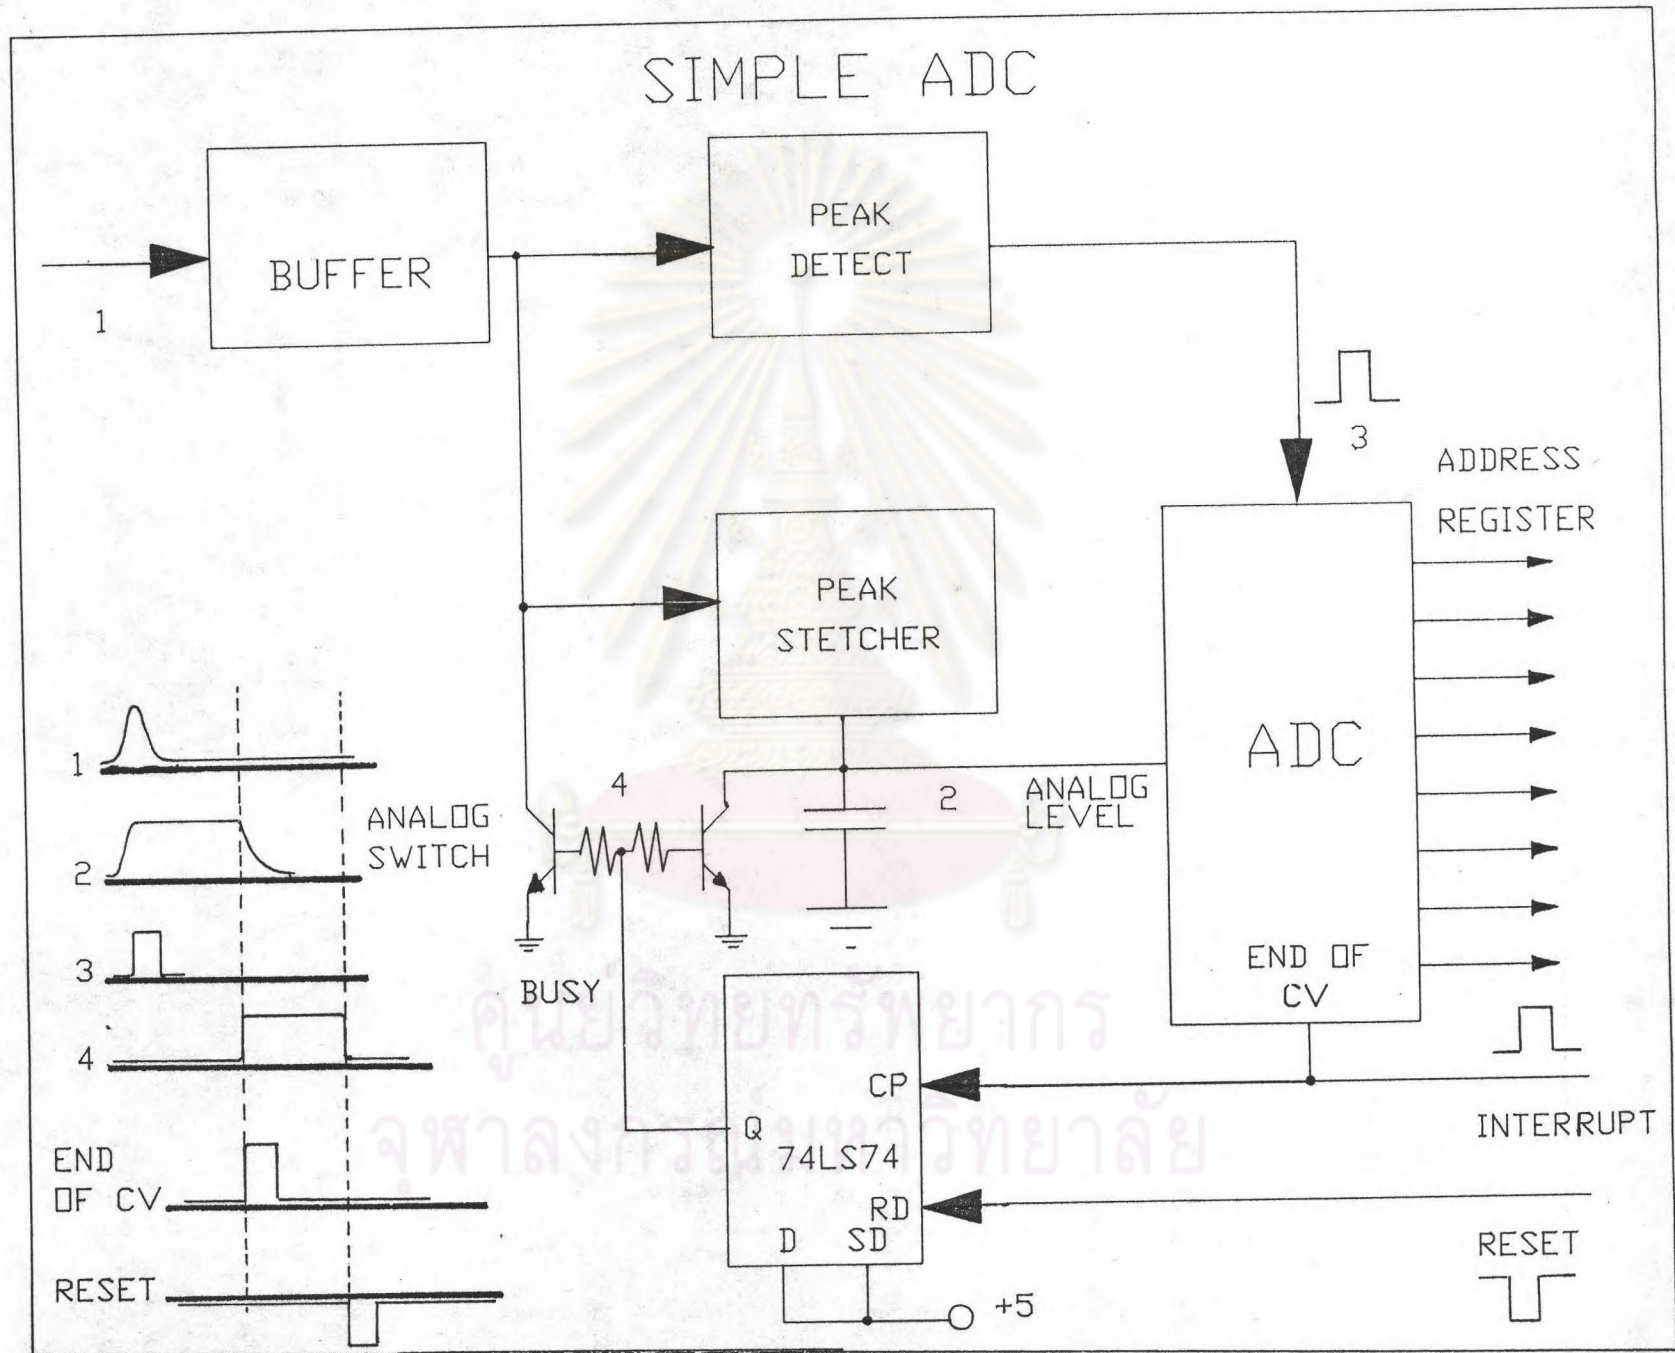 SIMPLE ADC
BUFFER
PEAK
DETECT
1
3
ADDRESS
REGISTER
PEAK
STETCHER
ADC
1
ANALOG
SWITCH
4
2
ANALOG
LEVEL
2
3
BUSY
END OF
CV
4
CP
Q
74LS74
INTERRUPT
END
OF CV
RD
D
SD
RESET
RESET
+5
ศูนย์วิทยทรัพยากร
จุฬาลงกรณ์มหาวิทยาลัย